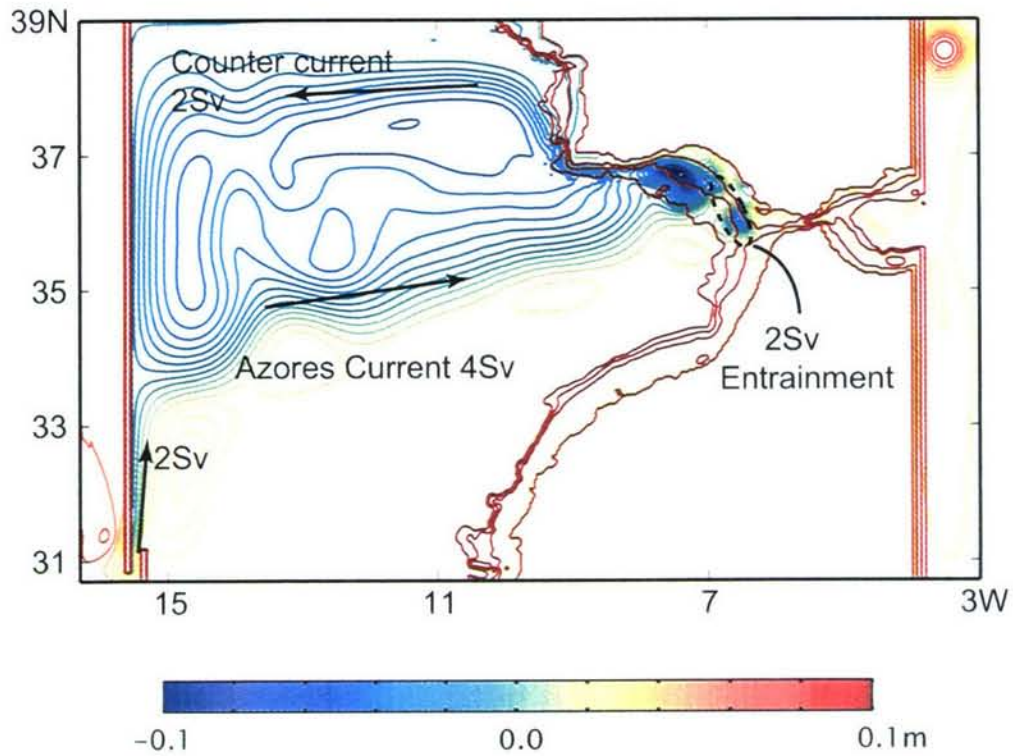 39N
Counter current
2Sv
37
35
Azores Current 4Sv
2Sv
Entrainment
33
2Sv
31
15
11
7
3W
−0.1
0.0
0.1m